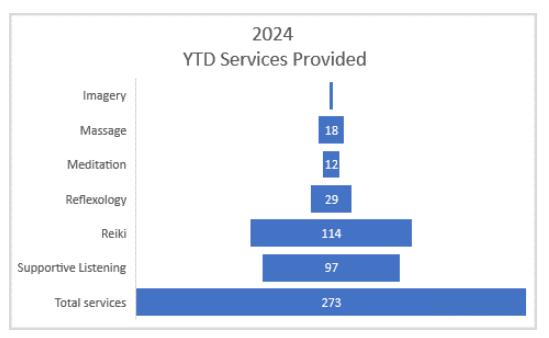 2024
YTD Services Provided
Imagery
Massage 18
Meditation 12
Reflexology 29
Reiki 114
Supportive Listening 97
Total services 273